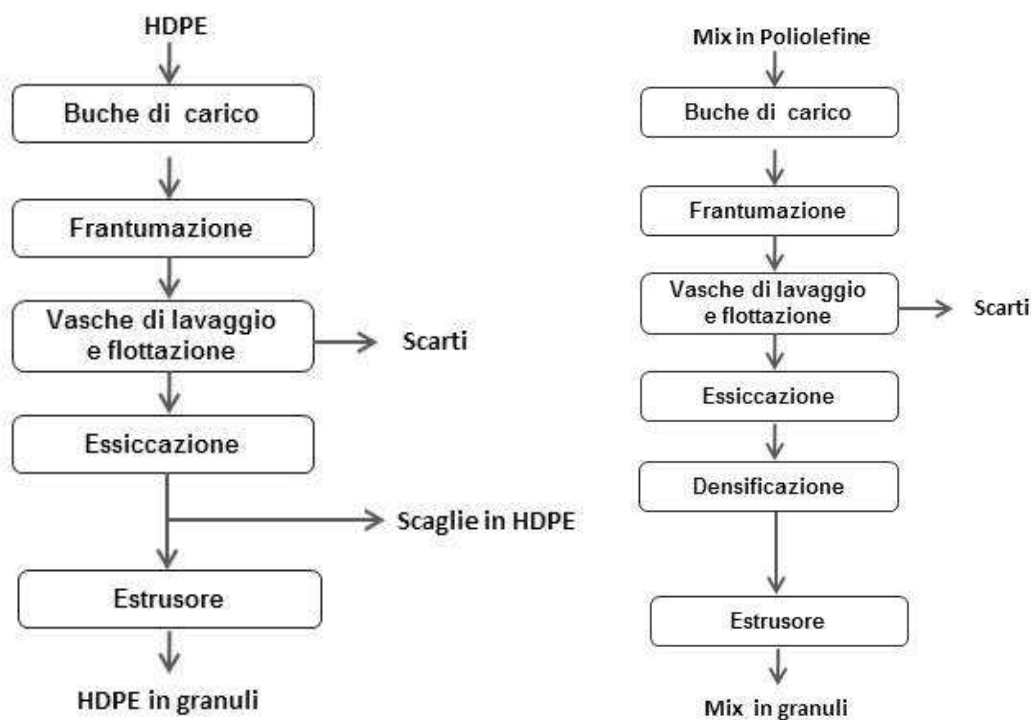 HDPE
Buche di carico
Frantumazione
Vasche di lavaggio
e flottazione
Scarti
Essiccazione
Scaglie in HDPE
Estrusore
HDPE in granuli
Mix in Poliolefine
Buche di carico
Frantumazione
Vasche di lavaggio
e flottazione
Scarti
Essiccazione
Densificazione
Estrusore
Mix in granuli